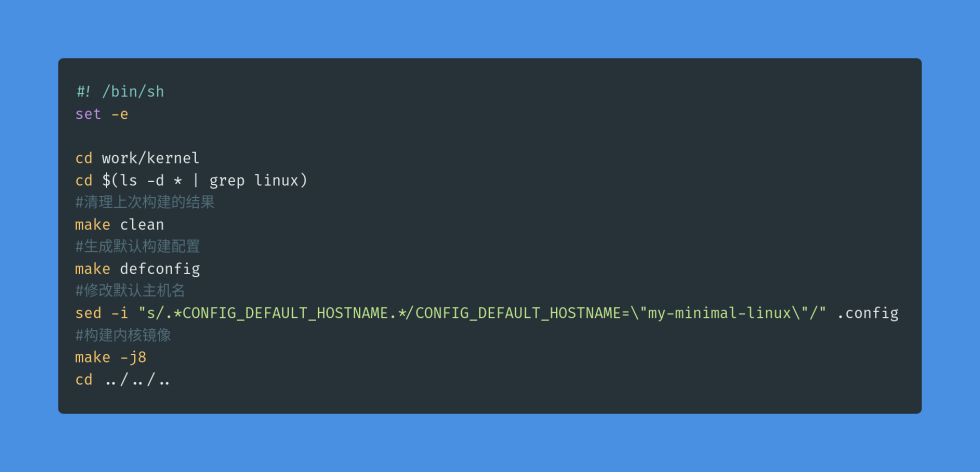 #! /bin/sh
set -e

cd work/kernel
cd $(ls -d * | grep linux)
#清理上次构建的结果
make clean
#生成默认构建配置
make defconfig
#修改默认主机名
sed -i "s/.*CONFIG_DEFAULT_HOSTNAME.*/CONFIG_DEFAULT_HOSTNAME=\"my-minimal-linux\"/" .config
#构建内核镜像
make -j8
cd ../../..